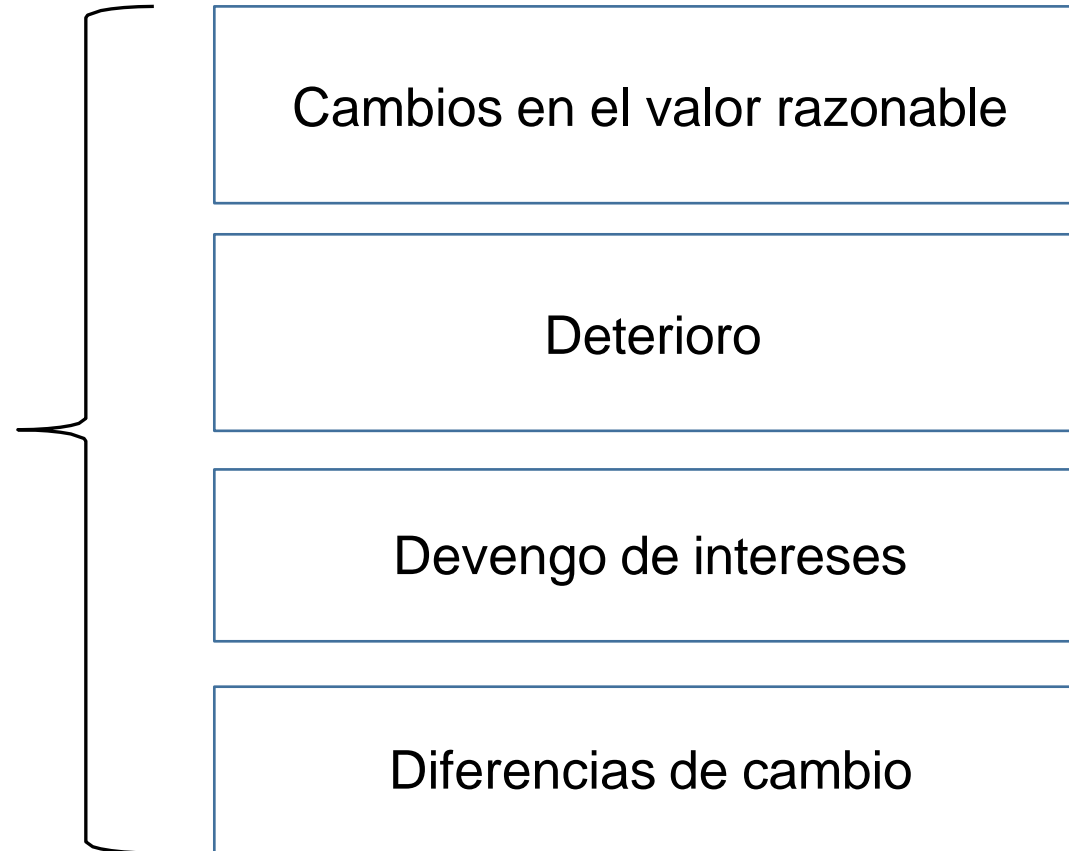 Cambios en el valor razonable
Deterioro
Devengo de intereses
Diferencias de cambio